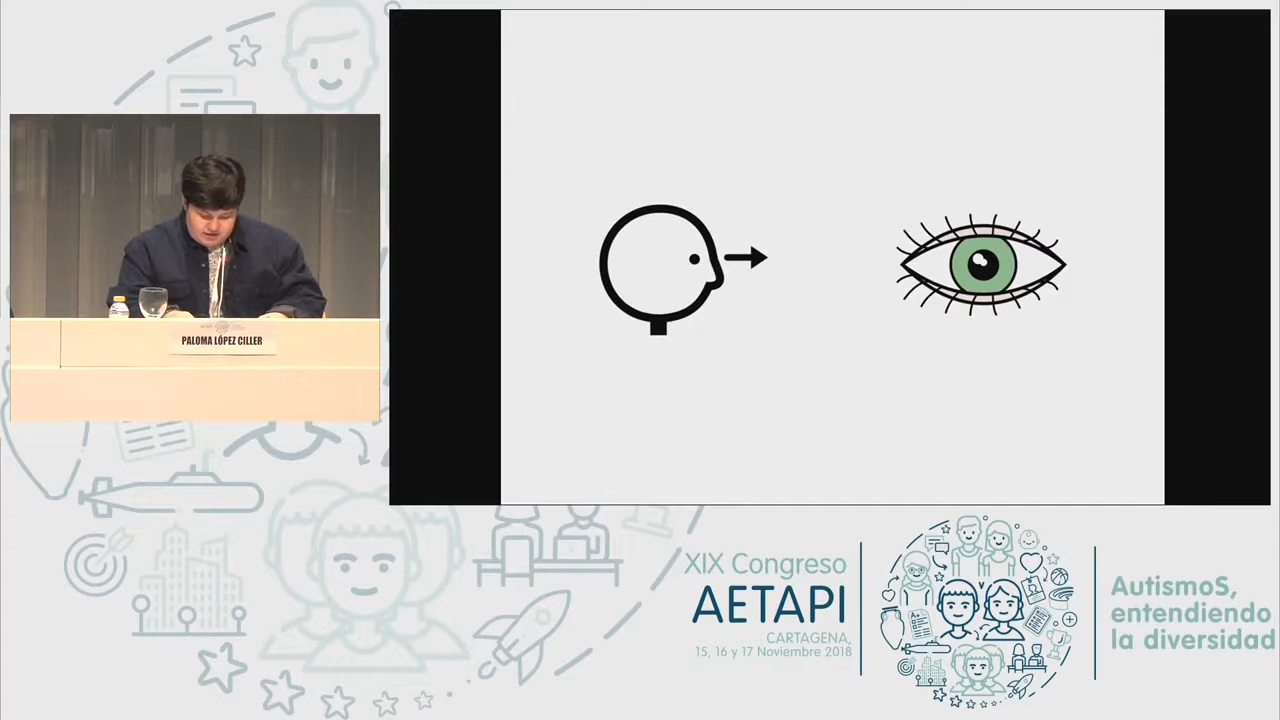 PALOMA LÓPEZ CILLER
XIX Congreso
AETAPI
CARTAGENA,
15, 16 y 17 Noviembre 2018
AutismoS,
entendiendo
la diversidad